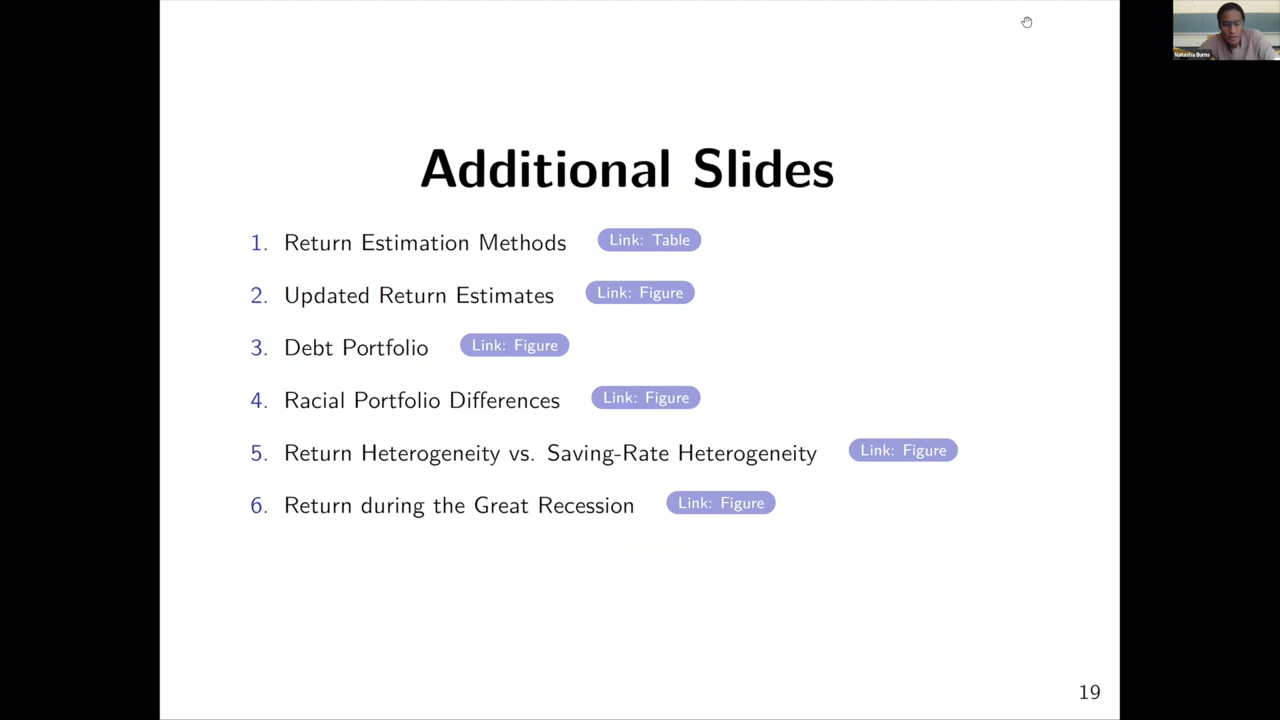 Natasha Burns
Additional Slides
1. Return Estimation Methods Link: Table
2. Updated Return Estimates Link: Figure
3. Debt Portfolio Link: Figure
4. Racial Portfolio Differences Link: Figure
5. Return Heterogeneity vs. Saving-Rate Heterogeneity Link: Figure
6. Return during the Great Recession Link: Figure
19